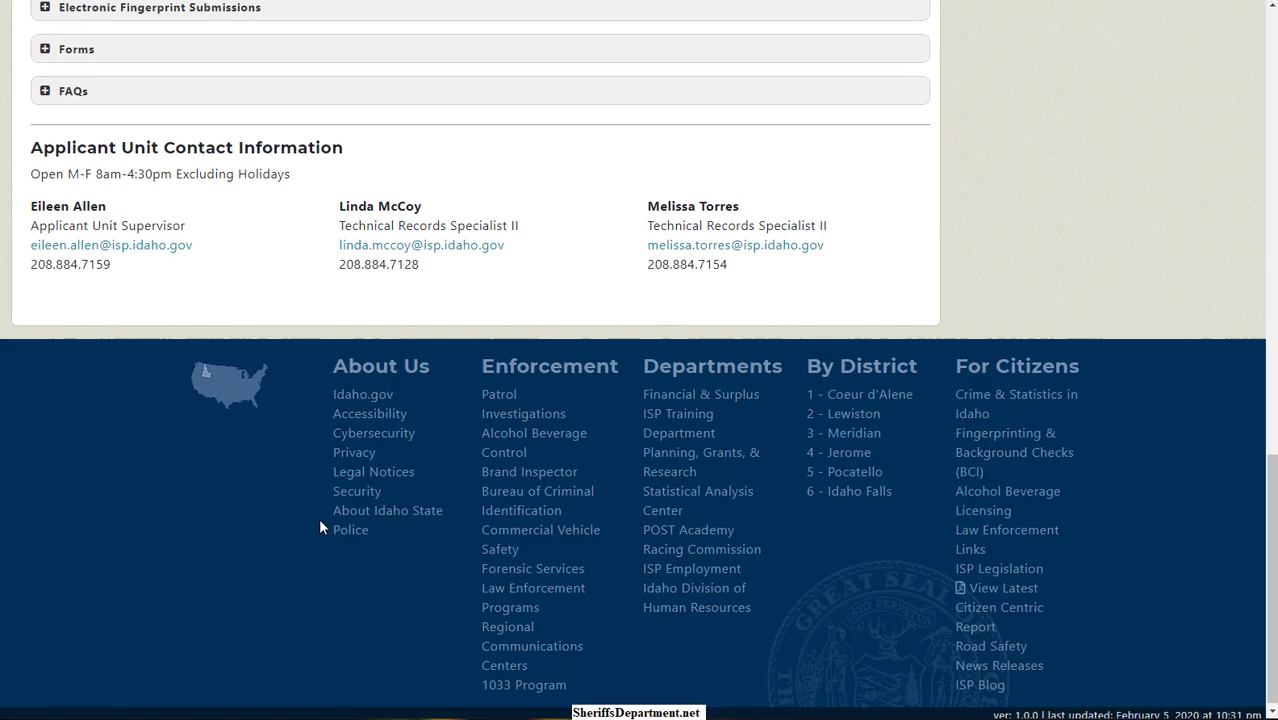 Electronic Fingerprint Submissions
Forms
FAQs
Applicant Unit Contact Information
Open M-F 8am-4:30pm Excluding Holidays
Eileen Allen
Applicant Unit Supervisor
eileen.allen@isp.idaho.gov
208.884.7159
Linda McCoy
Technical Records Specialist II
linda.mccoy@isp.idaho.gov
208.884.7128
Melissa Torres
Technical Records Specialist II
melissa.torres@isp.idaho.gov
208.884.7154
About Us
Idaho.gov
Accessibility
Cybersecurity
Privacy
Legal Notices
Security
About Idaho State
Police
Enforcement
Patrol
Investigations
Alcohol Beverage
Control
Brand Inspector
Bureau of Criminal
Identification
Commercial Vehicle
Safety
Forensic Services
Law Enforcement
Programs
Regional
Communications
Centers
1033 Program
Departments
Financial & Surplus
ISP Training
Department
Planning, Grants, &
Research
Statistical Analysis
Center
POST Academy
Racing Commission
ISP Employment
Idaho Division of
Human Resources
By District
1 - Coeur d'Alene
2 - Lewiston
3 - Meridian
4 - Jerome
5 - Pocatello
6 - Idaho Falls
For Citizens
Crime & Statistics in
Idaho
Fingerprinting &
Background Checks
(BCI)
Alcohol Beverage
Licensing
Law Enforcement
Links
ISP Legislation
View Latest
Citizen Centric
Report
Road Safety
News Releases
ISP Blog
GREAT SEAL
SheriffsDepartment.net
ver: 1.0.0 | last updated: February 5, 2020 at 10:31 pm